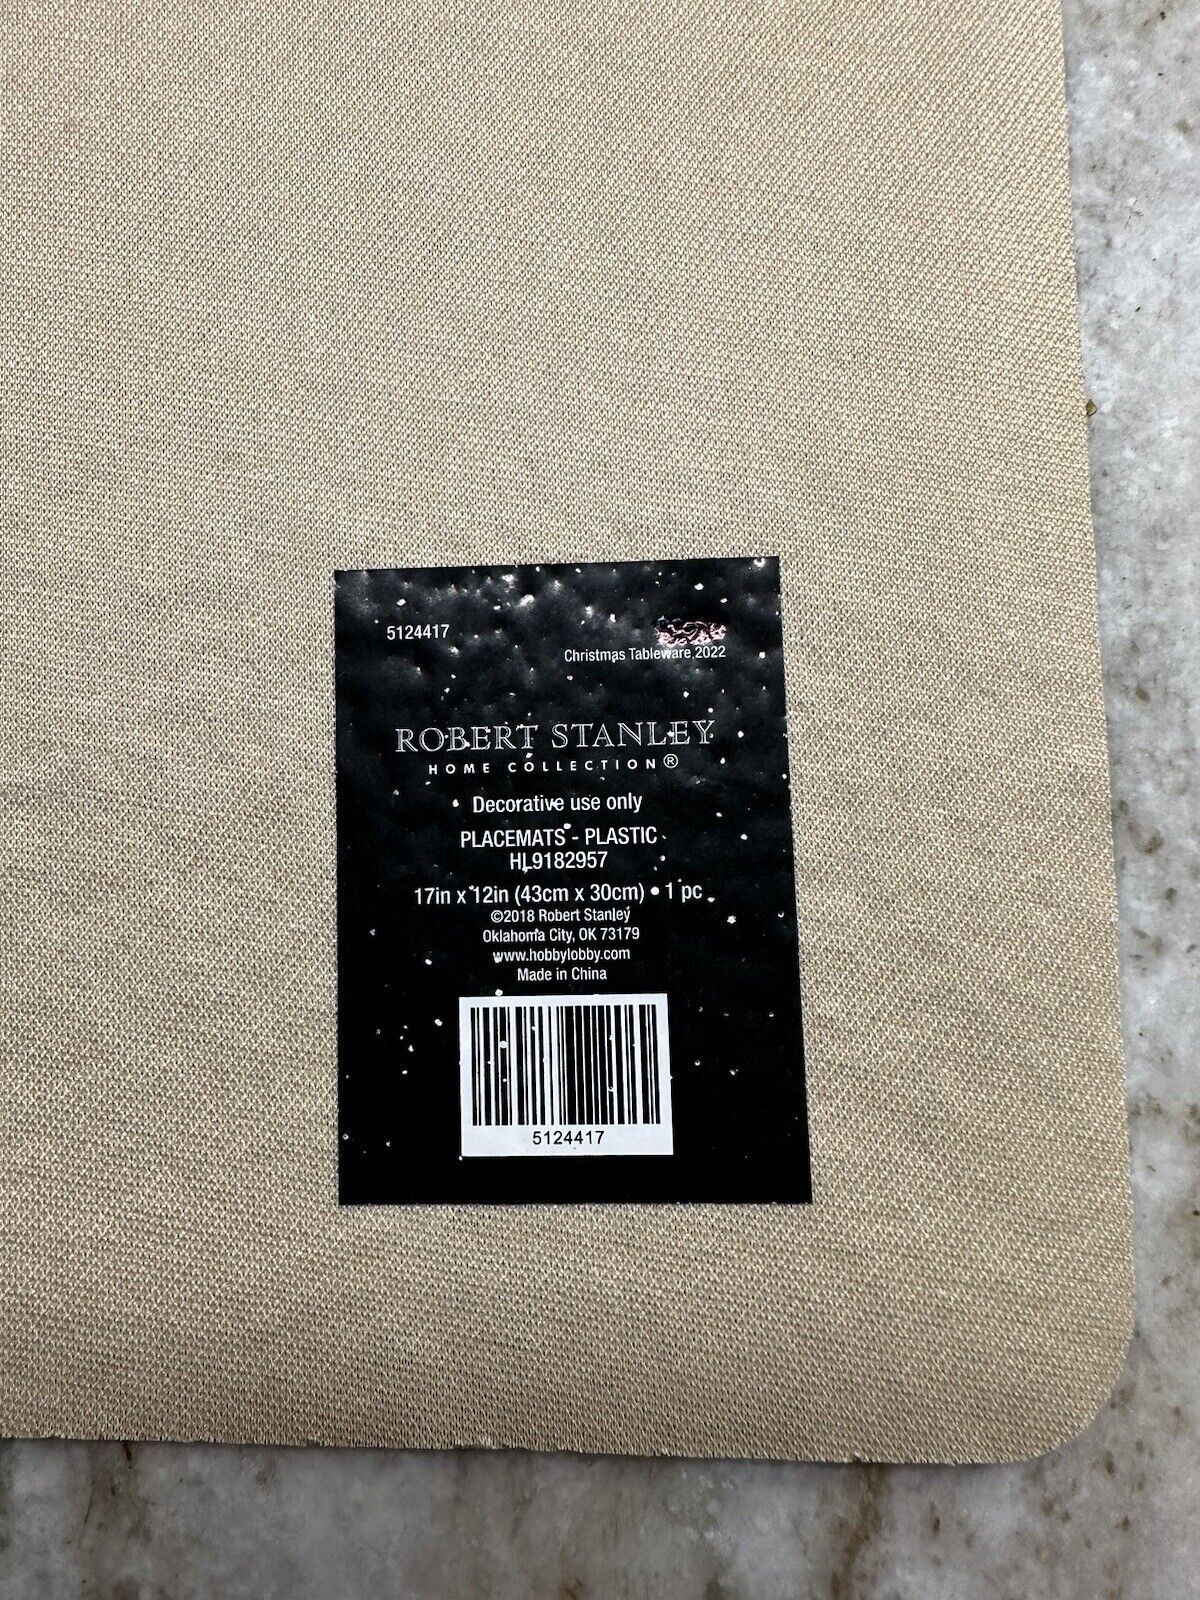 5124417
Christmas Tableware 2022
ROBERT STANLEY
HOME COLLECTION®
Decorative use only
PLACEMATS - PLASTIC
HL9182957
17in x 12in (43cm x 30cm) • 1 pc
©2018 Robert Stanley
Oklahoma City, OK 73179
www.hobbylobby.com
Made in China
5124417